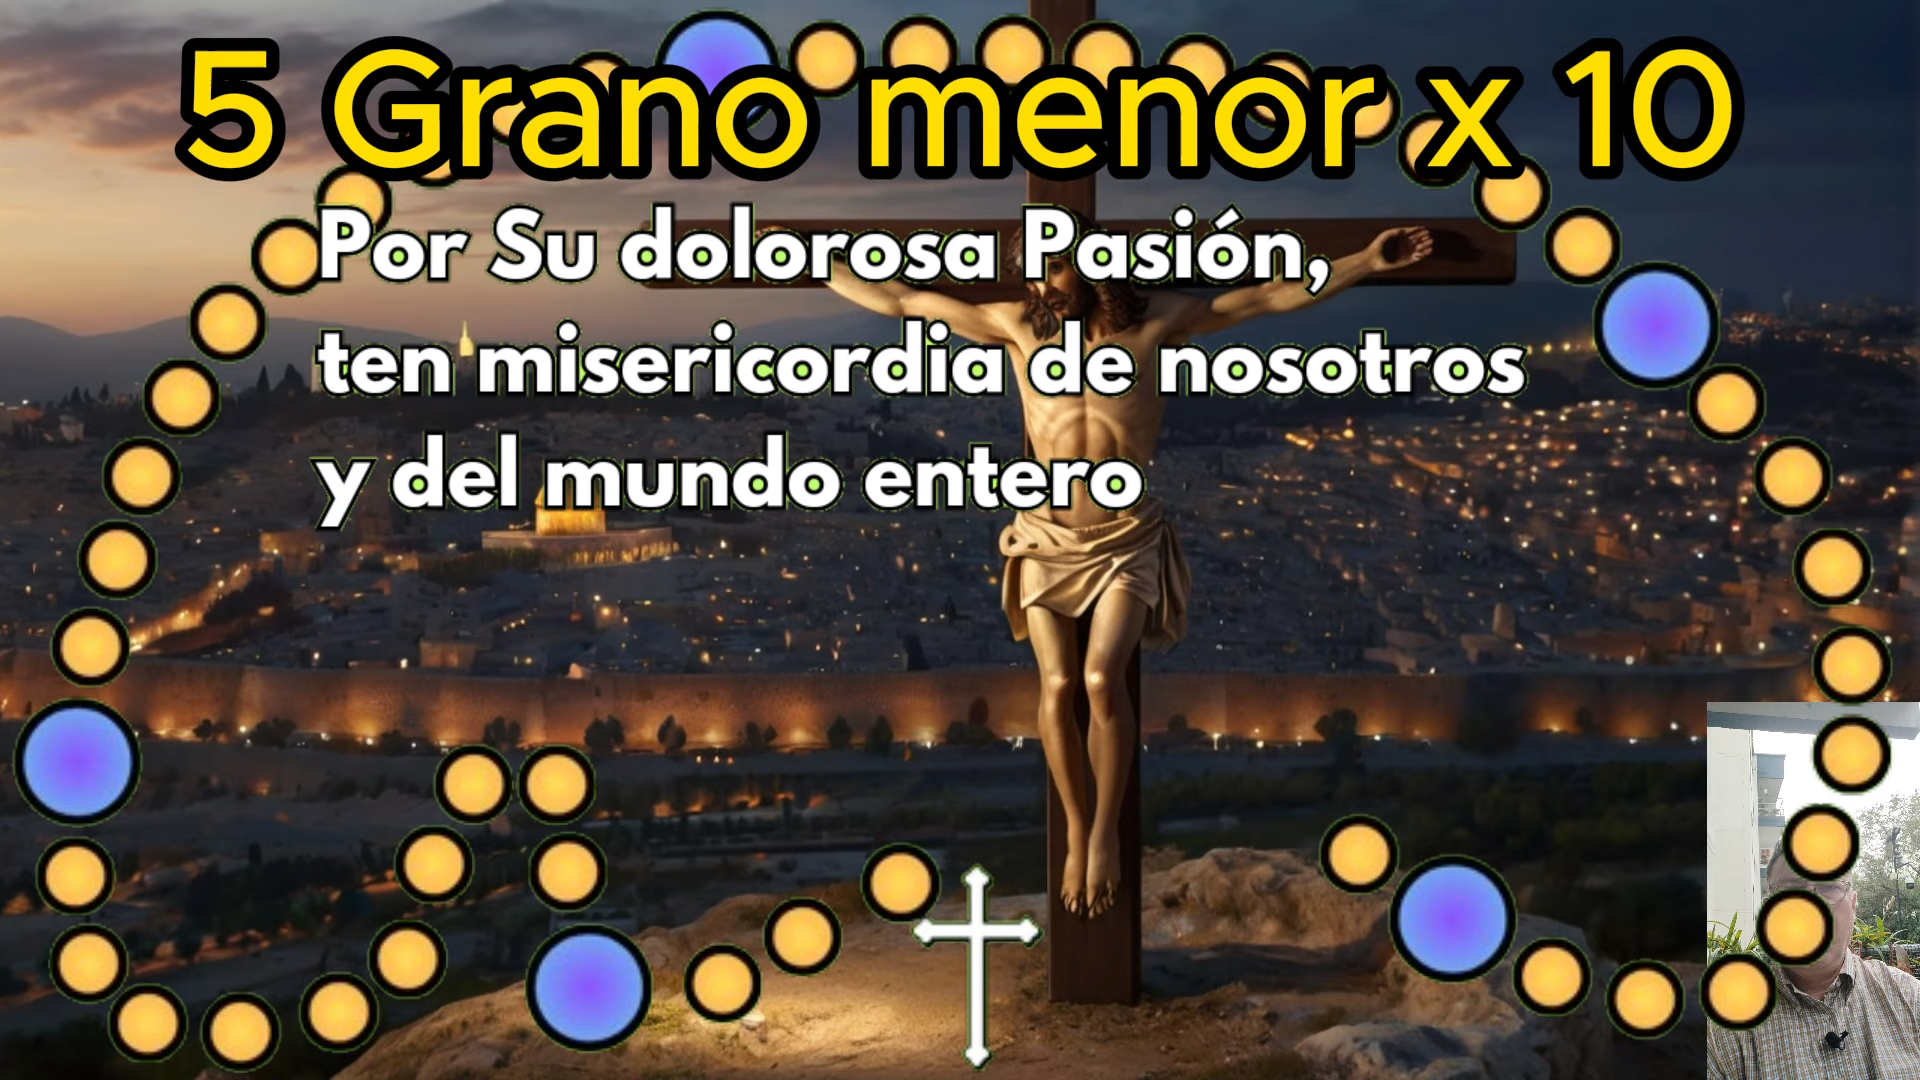 5 Grano menor x 10
Por Su dolorosa Pasión,
ten misericordia de nosotros
y del mundo entero